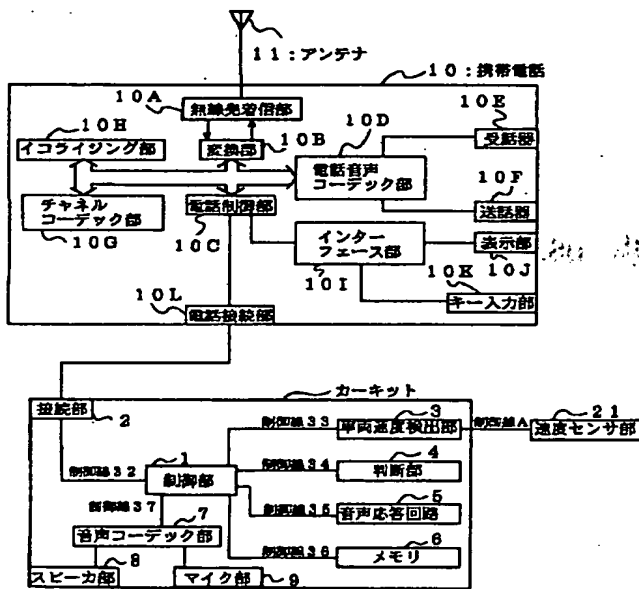 11:アンテナ
10:携帯電話
10A
無線発着信部
10H
イコライジング部
10B
変換部
10D
電話音声
コーデック部
10E
受話器
10F
送話器
チャネル
コーデック部
10G
電話制御部
10C
インター
フェース部
10I
表示部
10J
10K
キー入力部
10L
電話接続部
カーキット
接続部
2
制御線32
1
制御部
制御線33
3
車両速度検出部
制御線A
21
速度センサ部
制御線34
4
判断部
制御線35
5
音声応答回路
制御線36
6
メモリ
制御線37
7
音声コーデック部
8
スピーカ部
マイク部
9